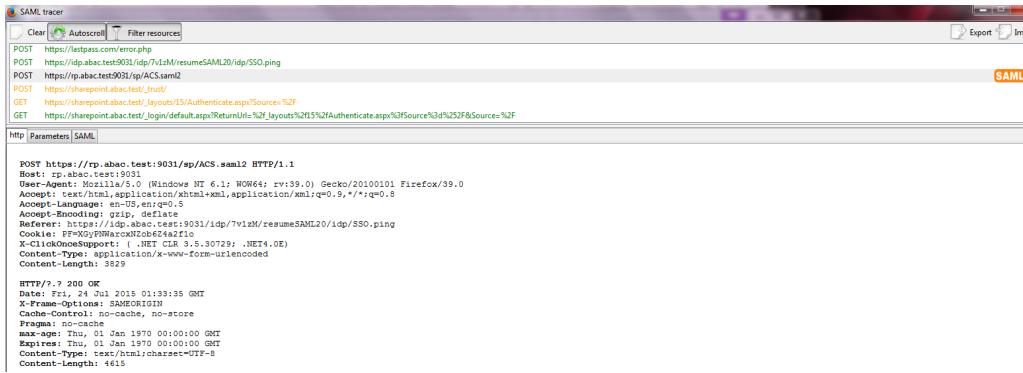 SAML tracer
Clear Autoscroll Filter resources Export Im
POST https://lastpass.com/error.php
POST https://idp.abac.test:9031/idp/7v1zM/resumeSAML20/idp/SSO.ping
POST https://rp.abac.test:9031/sp/ACS.saml2 SAML
POST https://sharepoint.abac.test/_trust/
GET https://sharepoint.abac.test/_layouts/15/Authenticate.aspx?Source=%2F
GET https://sharepoint.abac.test/_login/default.aspx?ReturnUrl=%2f_layouts%2f15%2fAuthenticate.aspx%3fSource%3d%252F&Source=%2F
http Parameters SAML
POST https://rp.abac.test:9031/sp/ACS.saml2 HTTP/1.1
Host: rp.abac.test:9031
User-Agent: Mozilla/5.0 (Windows NT 6.1; WOW64; rv:39.0) Gecko/20100101 Firefox/39.0
Accept: text/html,application/xhtml+xml,application/xml;q=0.9,*/*;q=0.8
Accept-Language: en-US,en;q=0.5
Accept-Encoding: gzip, deflate
Referer: https://idp.abac.test:9031/idp/7v1zM/resumeSAML20/idp/SSO.ping
Cookie: PF=XGyPNWarcxNZob6Z4a2f1o
X-ClickOnceSupport: ( .NET CLR 3.5.30729; .NET4.0E)
Content-Type: application/x-www-form-urlencoded
Content-Length: 3829
HTTP/?.? 200 OK
Date: Fri, 24 Jul 2015 01:33:35 GMT
X-Frame-Options: SAMEORIGIN
Cache-Control: no-cache, no-store
Pragma: no-cache
max-age: Thu, 01 Jan 1970 00:00:00 GMT
Expires: Thu, 01 Jan 1970 00:00:00 GMT
Content-Type: text/html;charset=UTF-8
Content-Length: 4615